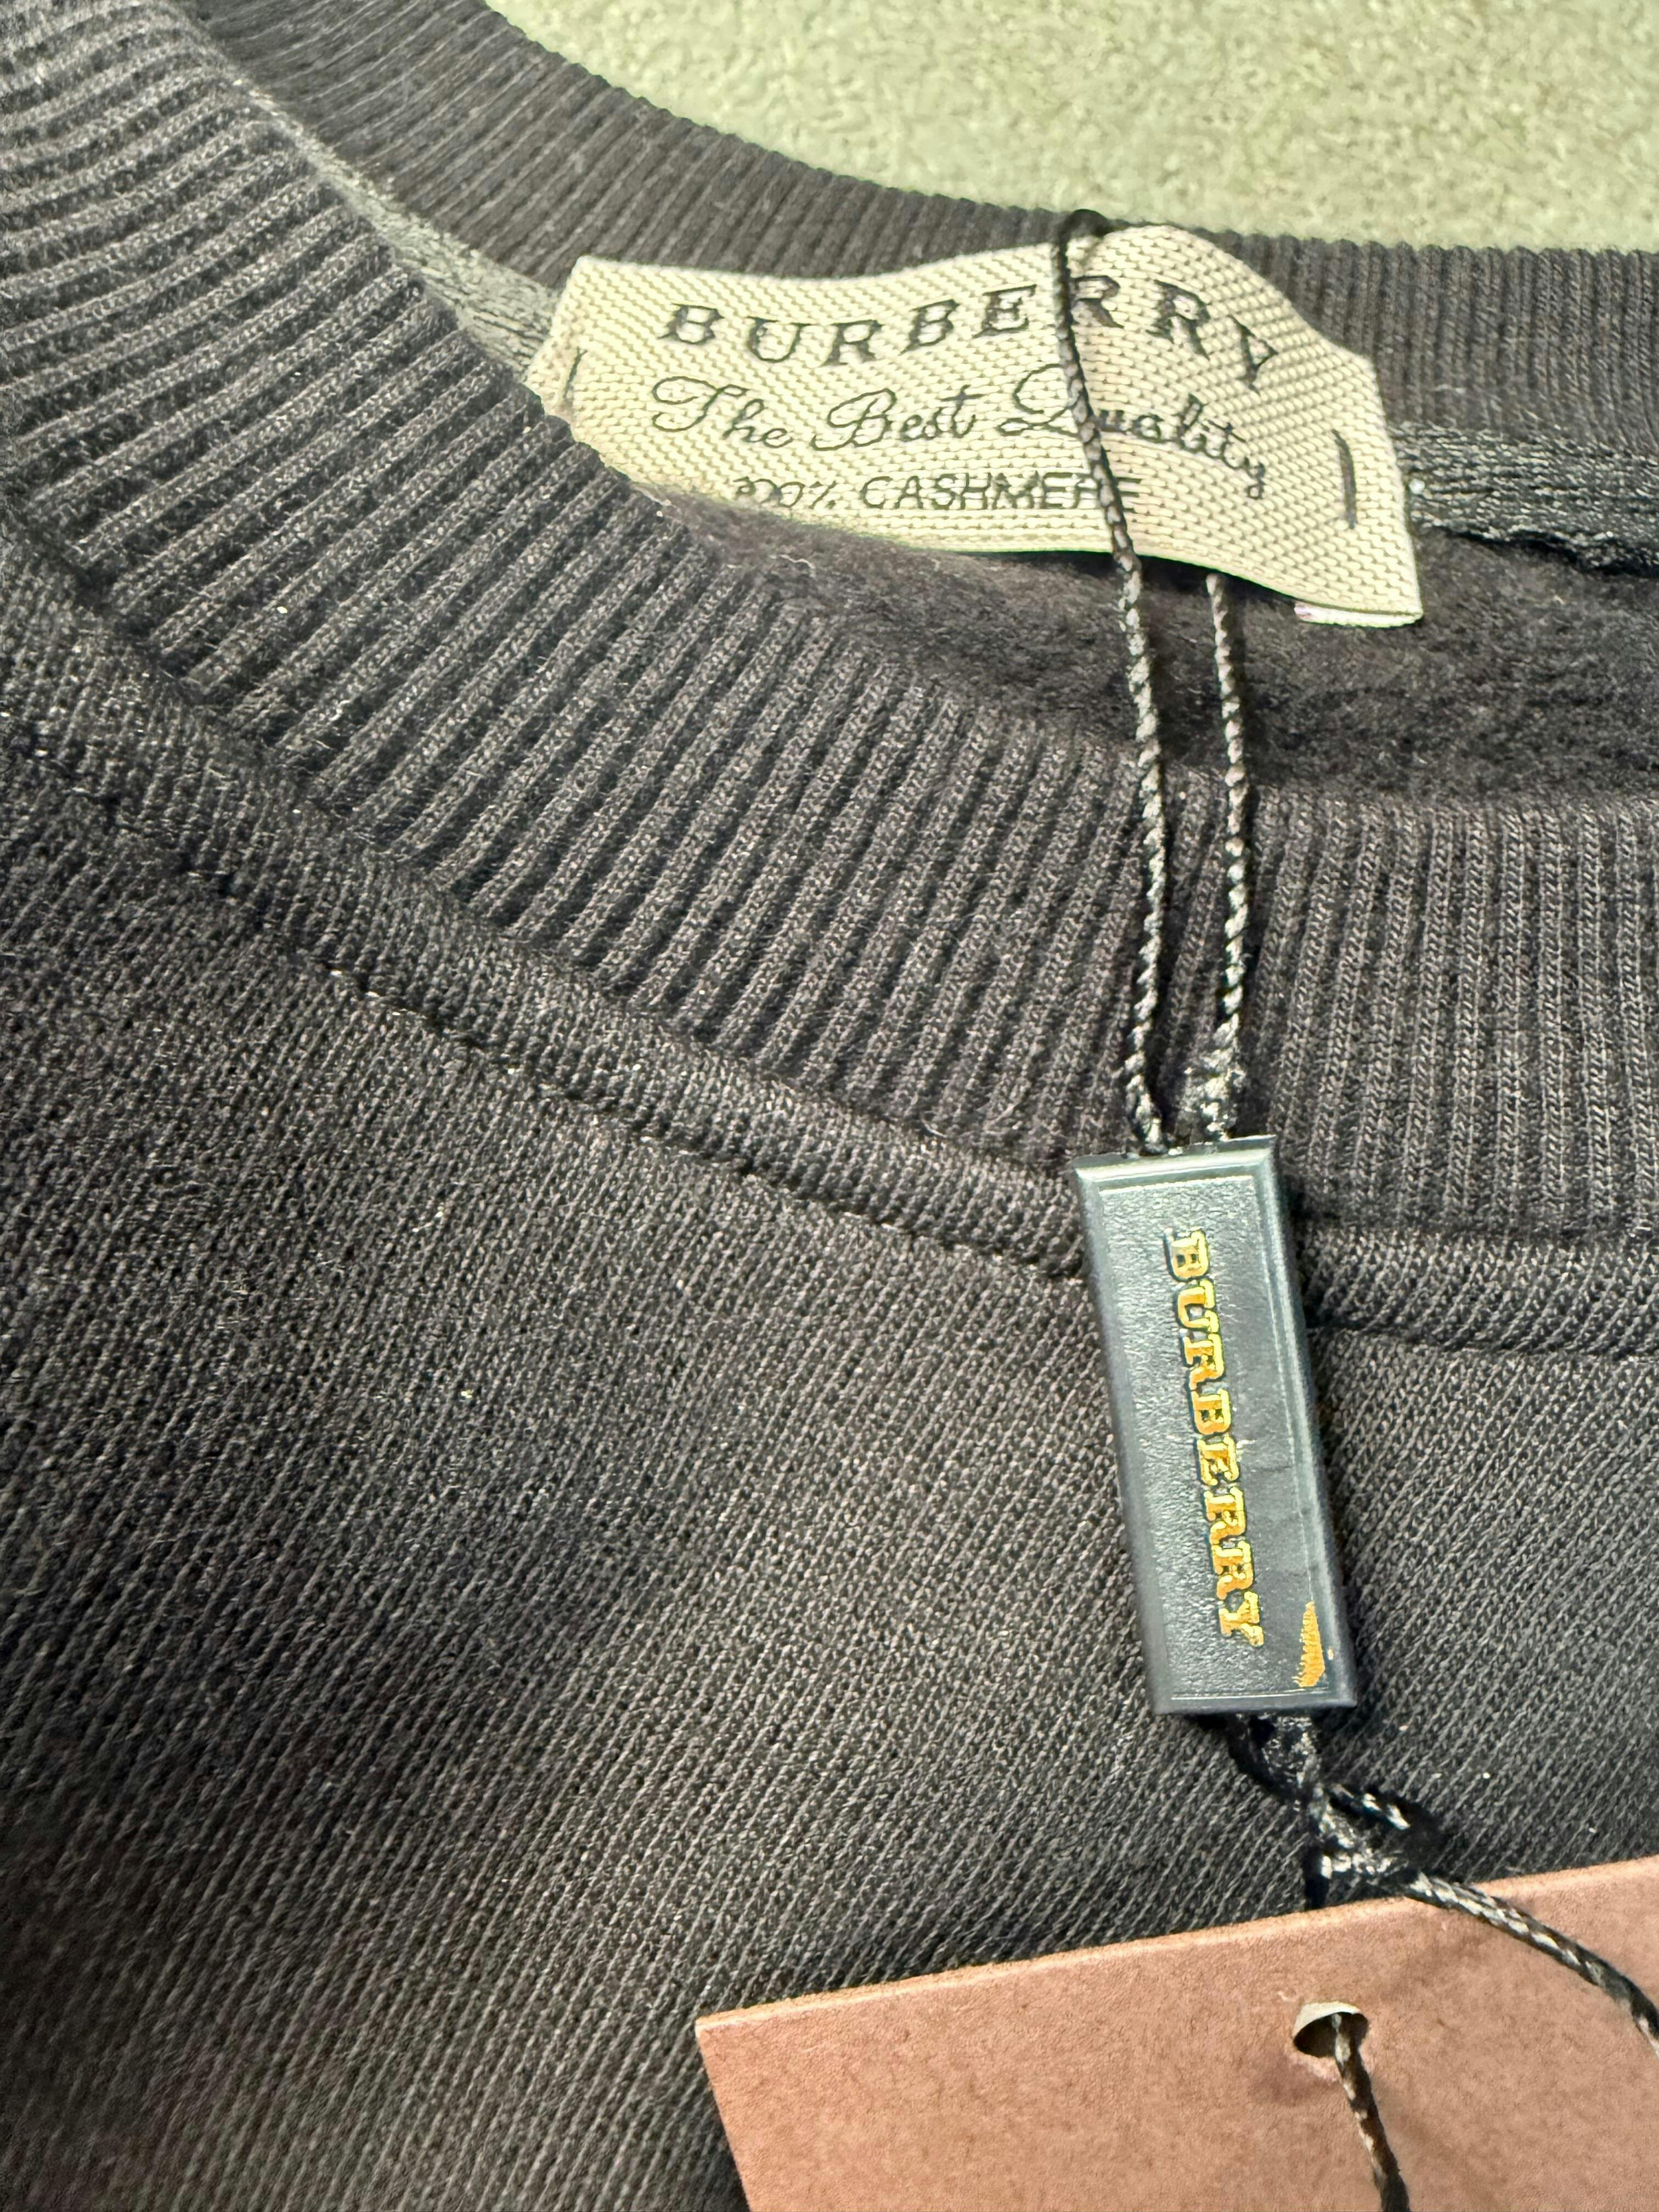 BURBERRY
The Best Quality
100% CASHMERE
BURBERRY